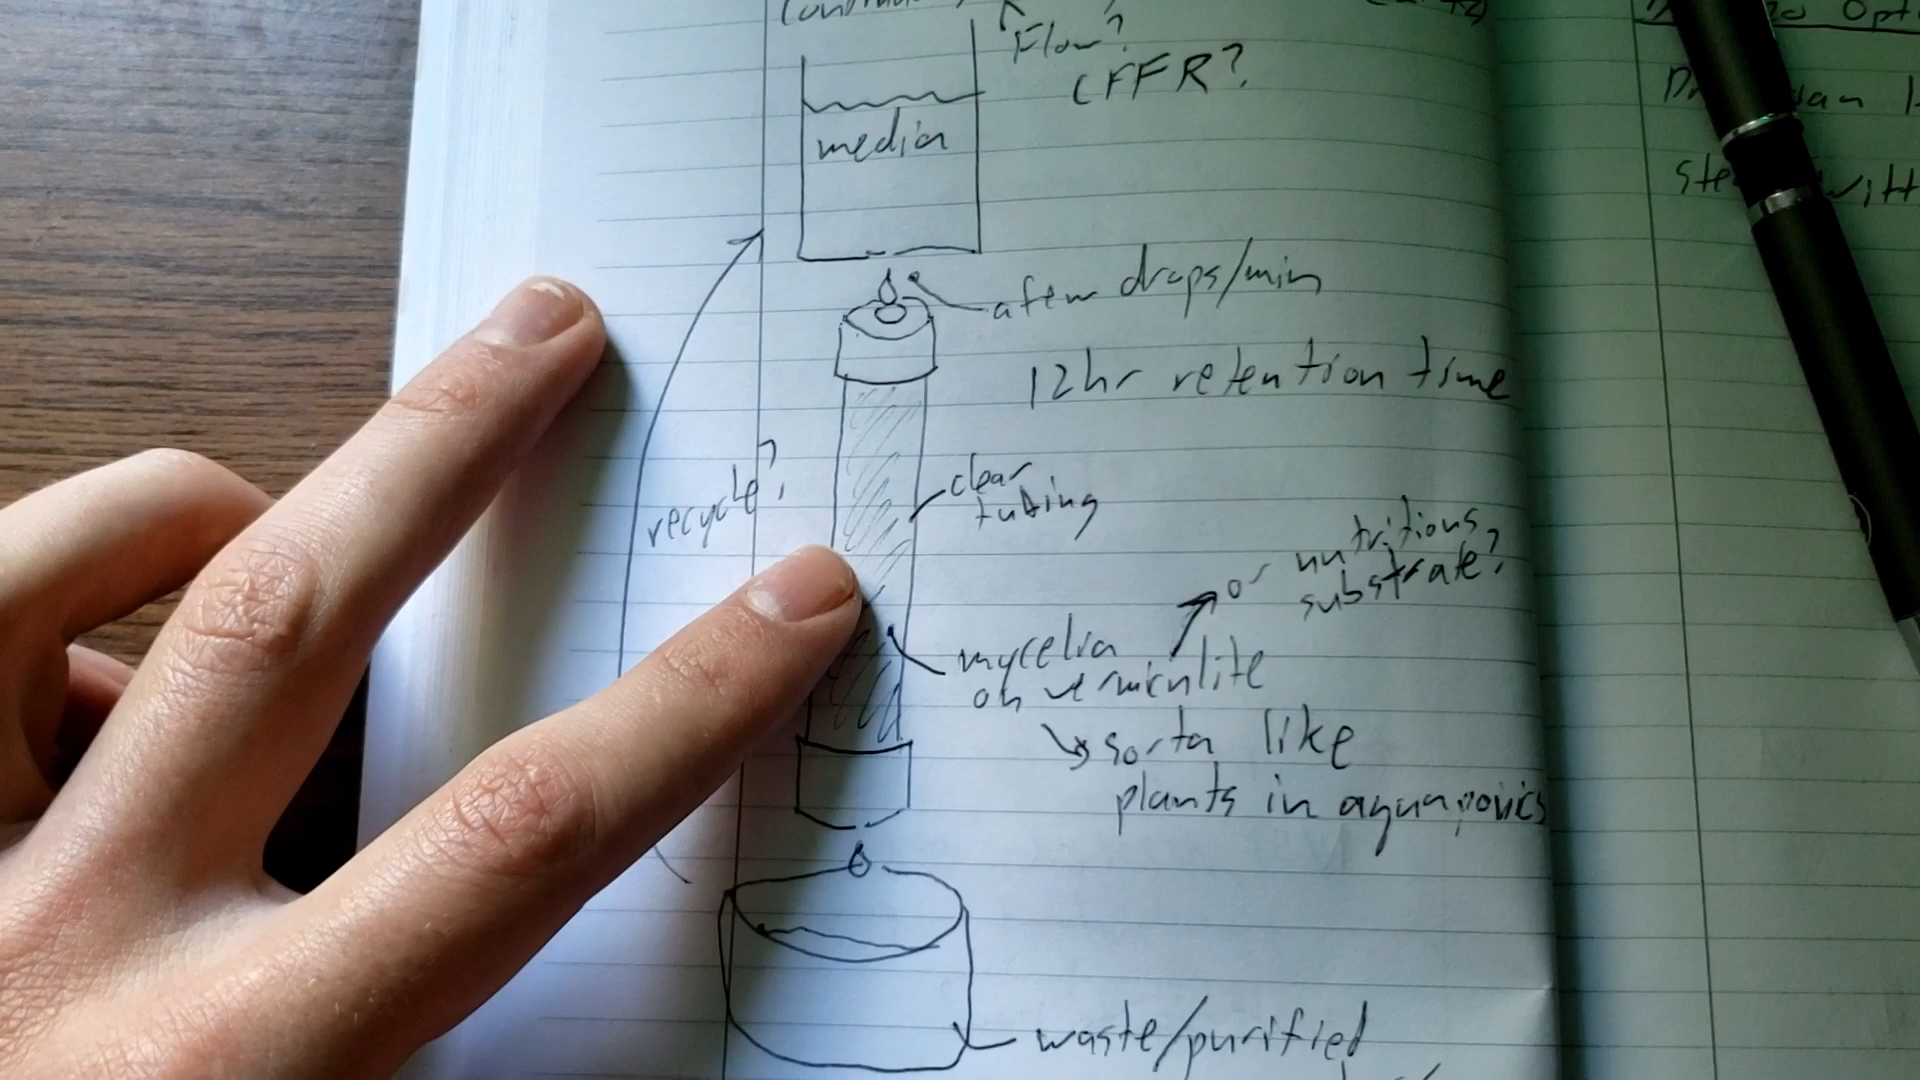 Flow?
CFFR?
media
a few drops/min
12hr retention time
clear
tubing
recycle?
or nutritious
substrate?
mycelia
on vermiculite
↳ sorta like
plants in aquaponics
waste/purified